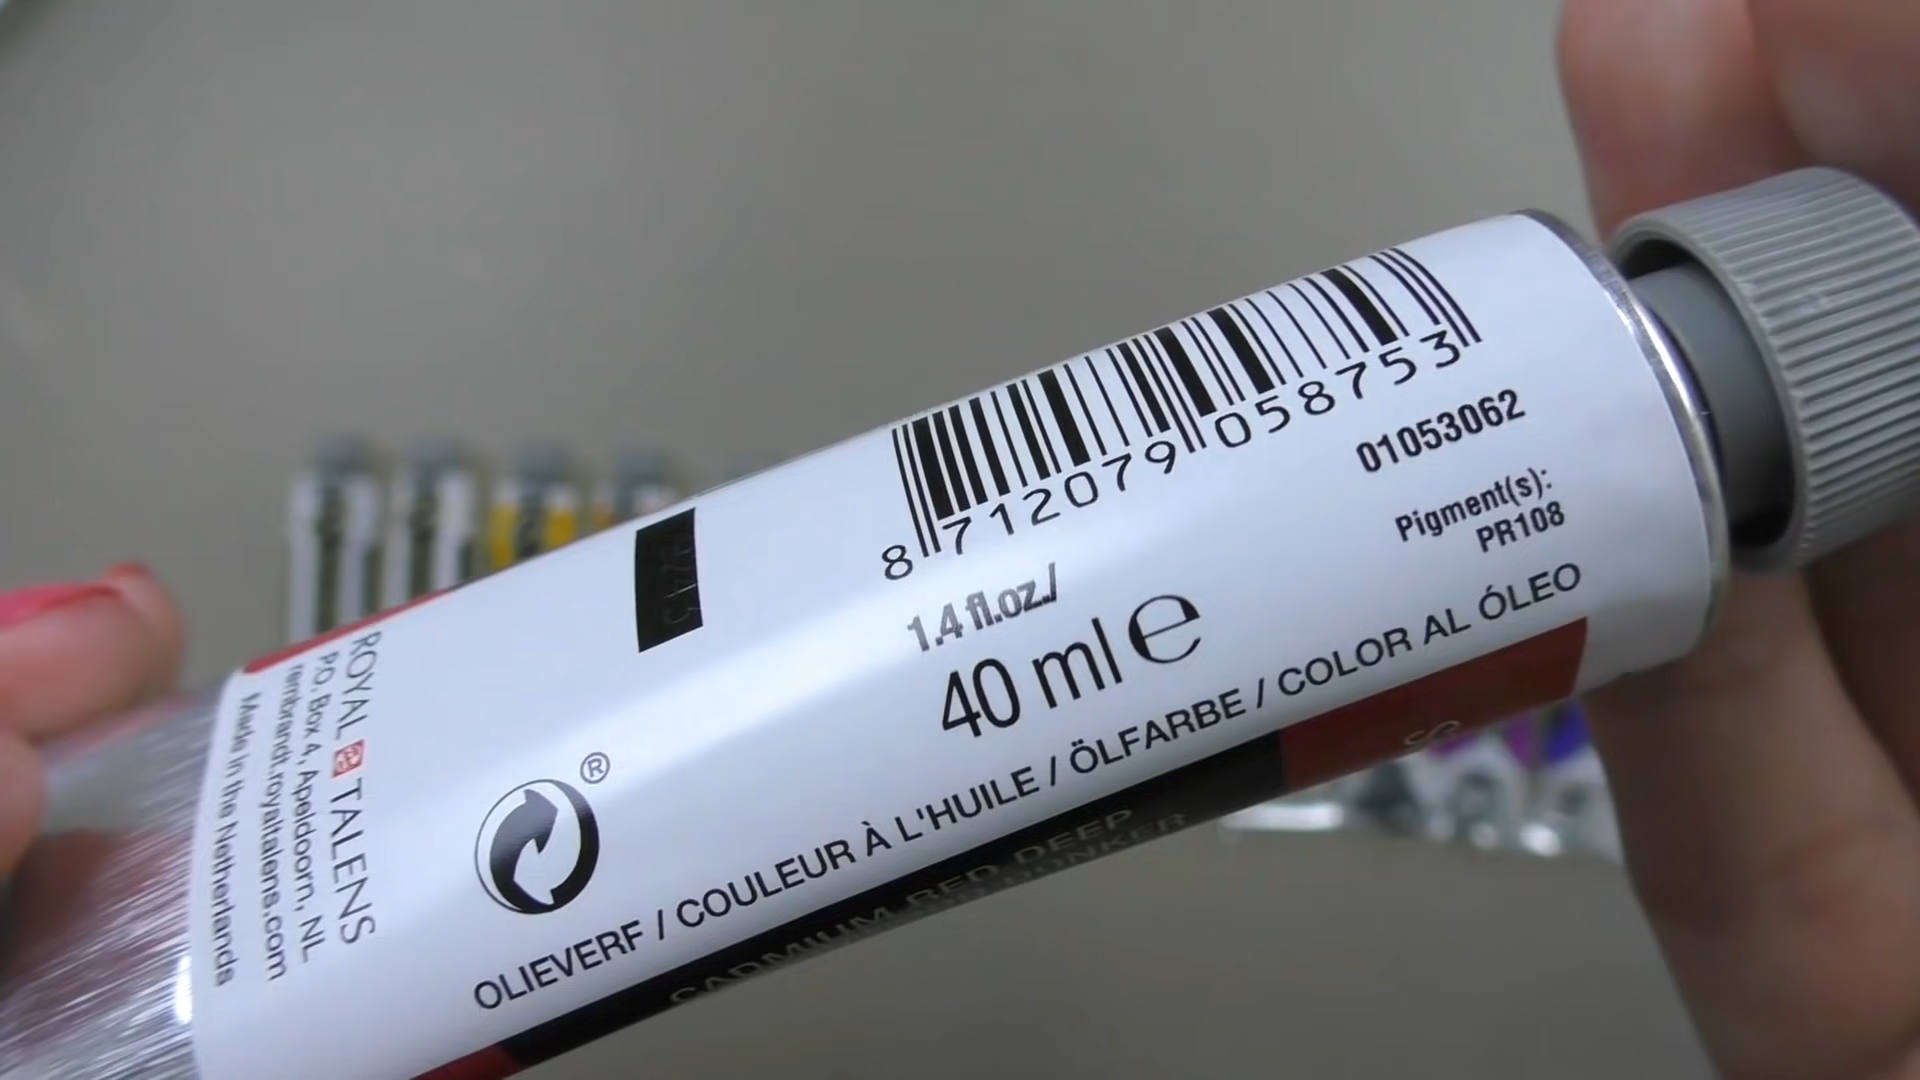 8 712079 058753
01053062
Pigment(s):
PR108
1.4 fl.oz./
40 ml e
OLIEVERF / COULEUR À L'HUILE / ÖLFARBE / COLOR AL ÓLEO
CADMIUM RED DEEP
DONKER
®
ROYAL TALENS
P.O. Box 4, Apeldoorn, NL
rembrandt.royaltalens.com
Made in the Netherlands